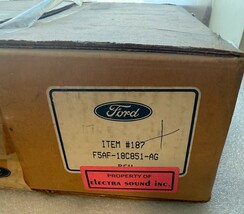 Ford
ITEM #187
F5AF-18C851-AG
PROPERTY OF
electra sound inc.